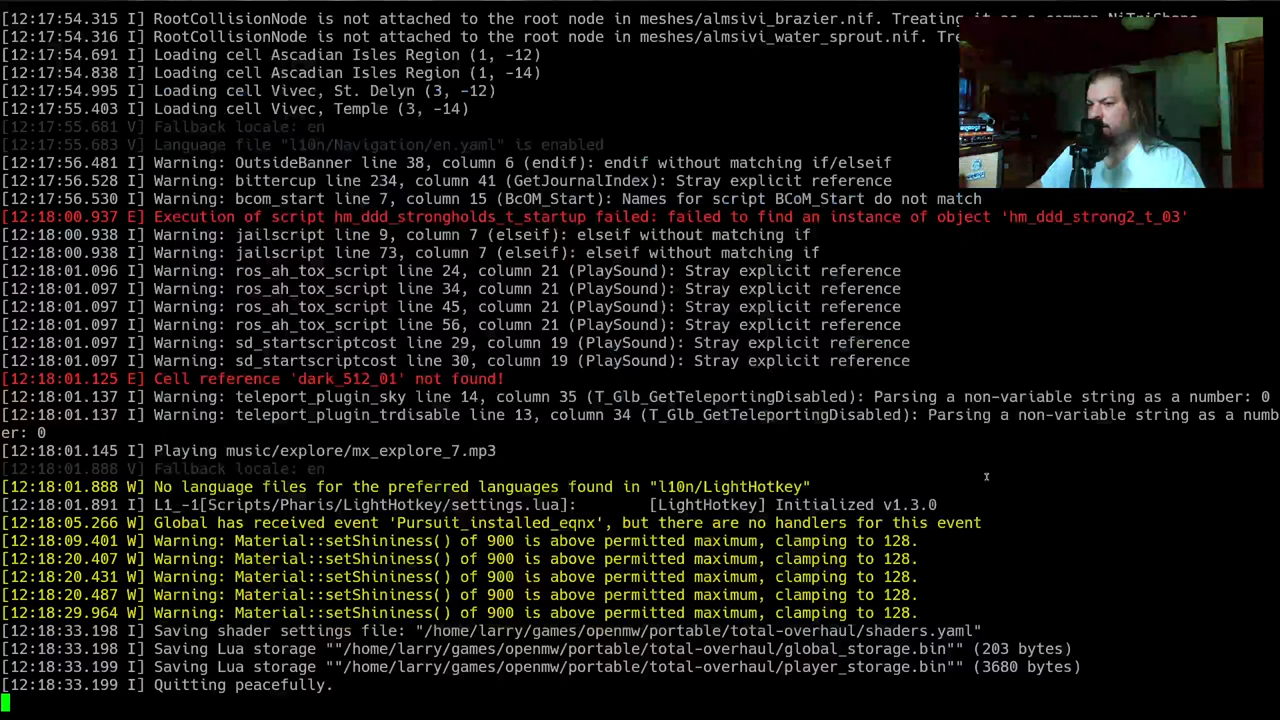 [12:17:54.315 I] RootCollisionNode is not attached to the root node in meshes/almsivi_brazier.nif. Treating it as a common NiTriShape
[12:17:54.316 I] RootCollisionNode is not attached to the root node in meshes/almsivi_water_sprout.nif. Tre
[12:17:54.691 I] Loading cell Ascadian Isles Region (1, -12)
[12:17:54.838 I] Loading cell Ascadian Isles Region (1, -14)
[12:17:54.995 I] Loading cell Vivec, St. Delyn (3, -12)
[12:17:55.403 I] Loading cell Vivec, Temple (3, -14)
[12:17:55.681 V] Fallback locale: en
[12:17:55.683 V] Language file "l10n/Navigation/en.yaml" is enabled
[12:17:56.481 I] Warning: OutsideBanner line 38, column 6 (endif): endif without matching if/elseif
[12:17:56.528 I] Warning: bittercup line 234, column 41 (GetJournalIndex): Stray explicit reference
[12:17:56.530 I] Warning: bcom_start line 7, column 15 (BcOM_Start): Names for script BCoM_Start do not match
[12:18:00.937 E] Execution of script hm_ddd_strongholds_t_startup failed: failed to find an instance of object 'hm_ddd_strong2_t_03'
[12:18:00.938 I] Warning: jailscript line 9, column 7 (elseif): elseif without matching if
[12:18:00.938 I] Warning: jailscript line 73, column 7 (elseif): elseif without matching if
[12:18:01.096 I] Warning: ros_ah_tox_script line 24, column 21 (PlaySound): Stray explicit reference
[12:18:01.097 I] Warning: ros_ah_tox_script line 34, column 21 (PlaySound): Stray explicit reference
[12:18:01.097 I] Warning: ros_ah_tox_script line 45, column 21 (PlaySound): Stray explicit reference
[12:18:01.097 I] Warning: ros_ah_tox_script line 56, column 21 (PlaySound): Stray explicit reference
[12:18:01.097 I] Warning: sd_startscriptcost line 29, column 19 (PlaySound): Stray explicit reference
[12:18:01.097 I] Warning: sd_startscriptcost line 30, column 19 (PlaySound): Stray explicit reference
[12:18:01.125 E] Cell reference 'dark_512_01' not found!
[12:18:01.137 I] Warning: teleport_plugin_sky line 14, column 35 (T_Glb_GetTeleportingDisabled): Parsing a non-variable string as a number: 0
[12:18:01.137 I] Warning: teleport_plugin_trdisable line 13, column 34 (T_Glb_GetTeleportingDisabled): Parsing a non-variable string as a numb
er: 0
[12:18:01.145 I] Playing music/explore/mx_explore_7.mp3
[12:18:01.888 V] Fallback locale: en
[12:18:01.888 W] No language files for the preferred languages found in "l10n/LightHotkey"
[12:18:01.891 I] L1_-1[Scripts/Pharis/LightHotkey/settings.lua]:        [LightHotkey] Initialized v1.3.0
[12:18:05.266 W] Global has received event 'Pursuit_installed_eqnx', but there are no handlers for this event
[12:18:09.401 W] Warning: Material::setShininess() of 900 is above permitted maximum, clamping to 128.
[12:18:20.407 W] Warning: Material::setShininess() of 900 is above permitted maximum, clamping to 128.
[12:18:20.431 W] Warning: Material::setShininess() of 900 is above permitted maximum, clamping to 128.
[12:18:20.487 W] Warning: Material::setShininess() of 900 is above permitted maximum, clamping to 128.
[12:18:29.964 W] Warning: Material::setShininess() of 900 is above permitted maximum, clamping to 128.
[12:18:33.198 I] Saving shader settings file: "/home/larry/games/openmw/portable/total-overhaul/shaders.yaml"
[12:18:33.198 I] Saving Lua storage ""/home/larry/games/openmw/portable/total-overhaul/global_storage.bin"" (203 bytes)
[12:18:33.199 I] Saving Lua storage ""/home/larry/games/openmw/portable/total-overhaul/player_storage.bin"" (3680 bytes)
[12:18:33.199 I] Quitting peacefully.